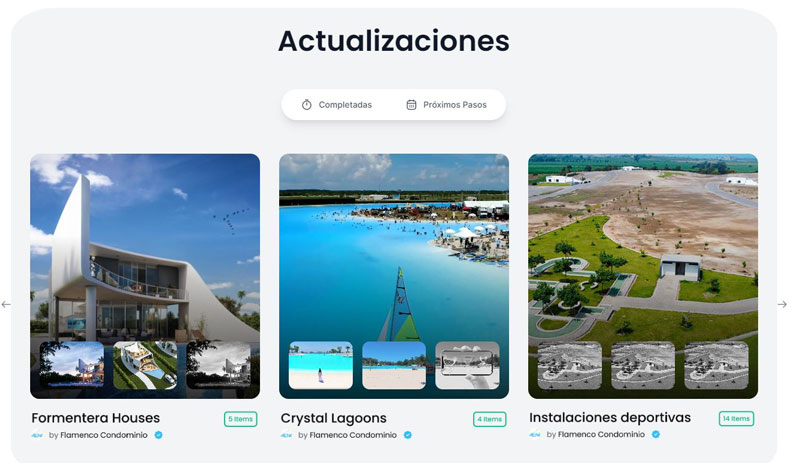 Actualizaciones
Completadas Próximos Pasos
Formentera Houses 5 Items
by Flamenco Condominio
Crystal Lagoons 4 Items
by Flamenco Condominio
Instalaciones deportivas 14 Items
by Flamenco Condominio